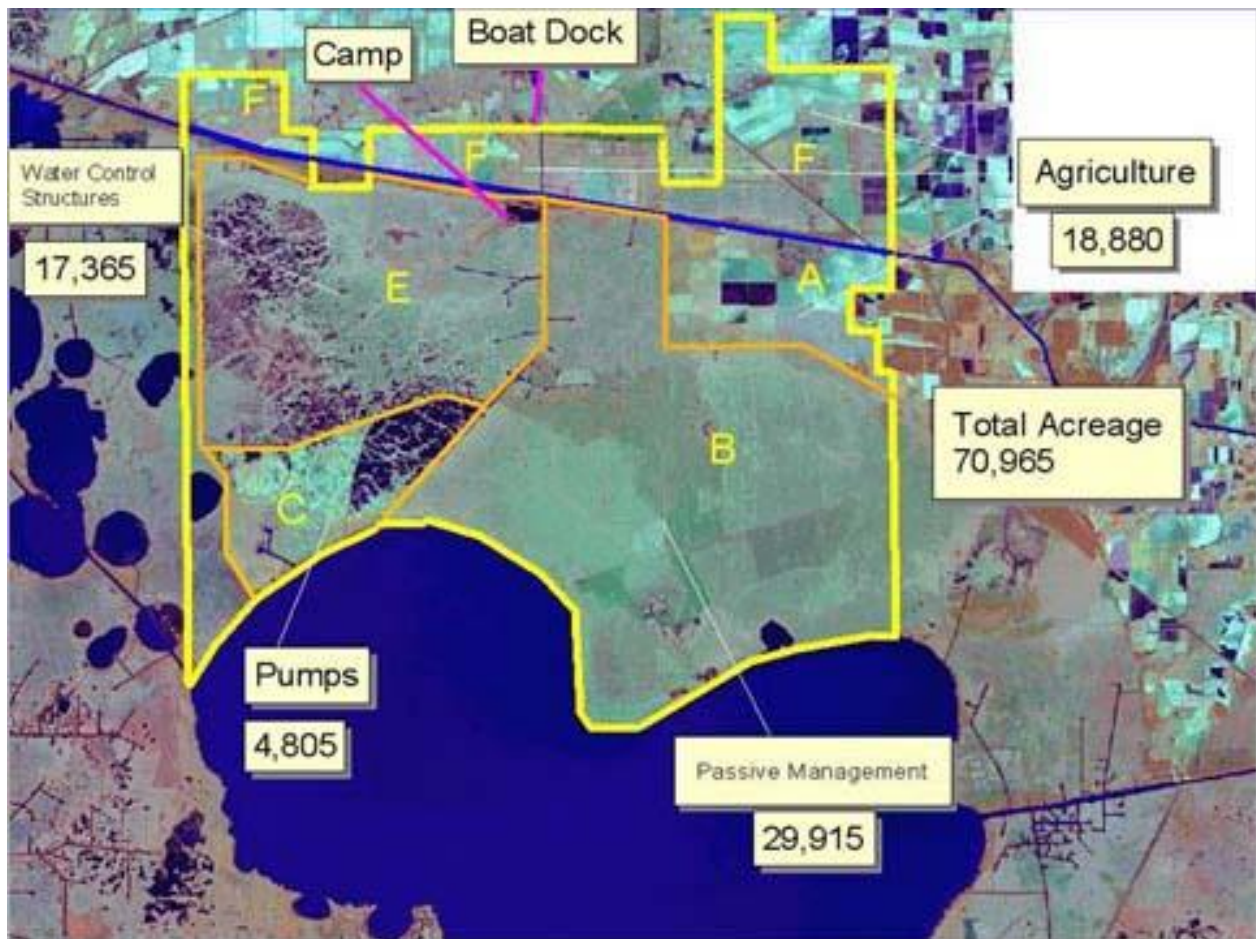 Boat Dock
Camp
F
F
F
Water Control
Structures
17,365
Agriculture
18,880
E
A
Total Acreage
70,965
B
C
Pumps
4,805
Passive Management
29,915